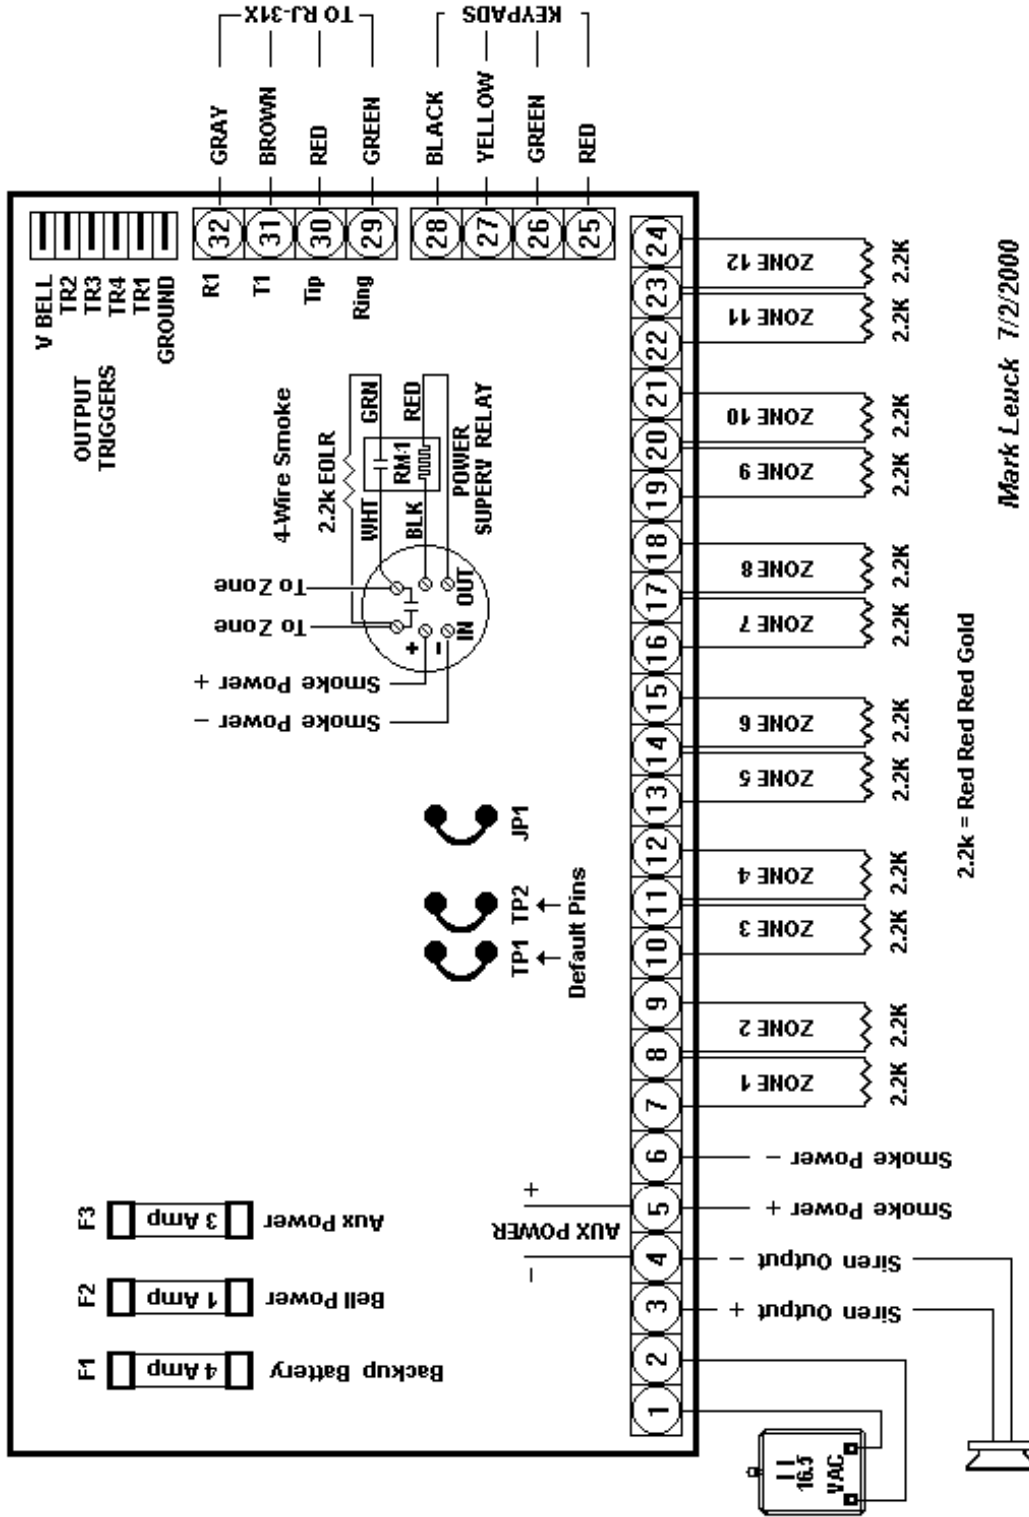 TO RJ-31X
KEYPADS
GRAY
BROWN
RED
GREEN
BLACK
YELLOW
GREEN
RED
V BELL
TR2
TR3
TR4
TR1
GROUND
OUTPUT
TRIGGERS
32
31
30
29
28
27
26
25
R1
T1
Tip
Ring
4-Wire Smoke
2.2k EOLR
GRN
RED
RM-1
WHT
BLK
POWER
SUPERV RELAY
To Zone
To Zone
+
-
IN
OUT
Smoke Power +
Smoke Power -
JP1
TP2
TP1
Default Pins
F3
3 Amp
Aux Power
F2
1 Amp
Bell Power
F1
4 Amp
Backup Battery
+
AUX POWER
-
24
23
22
21
20
19
18
17
16
15
14
13
12
11
10
9
8
7
6
5
4
3
2
1
ZONE 12
2.2K
ZONE 11
2.2K
ZONE 10
2.2K
ZONE 9
2.2K
ZONE 8
2.2K
ZONE 7
2.2K
ZONE 6
2.2K
ZONE 5
2.2K
ZONE 4
2.2K
ZONE 3
2.2K
ZONE 2
2.2K
ZONE 1
2.2K
Smoke Power -
Smoke Power +
Siren Output -
Siren Output +
16.5
VAC
2.2k = Red Red Red Gold
Mark Leuck 7/2/2000